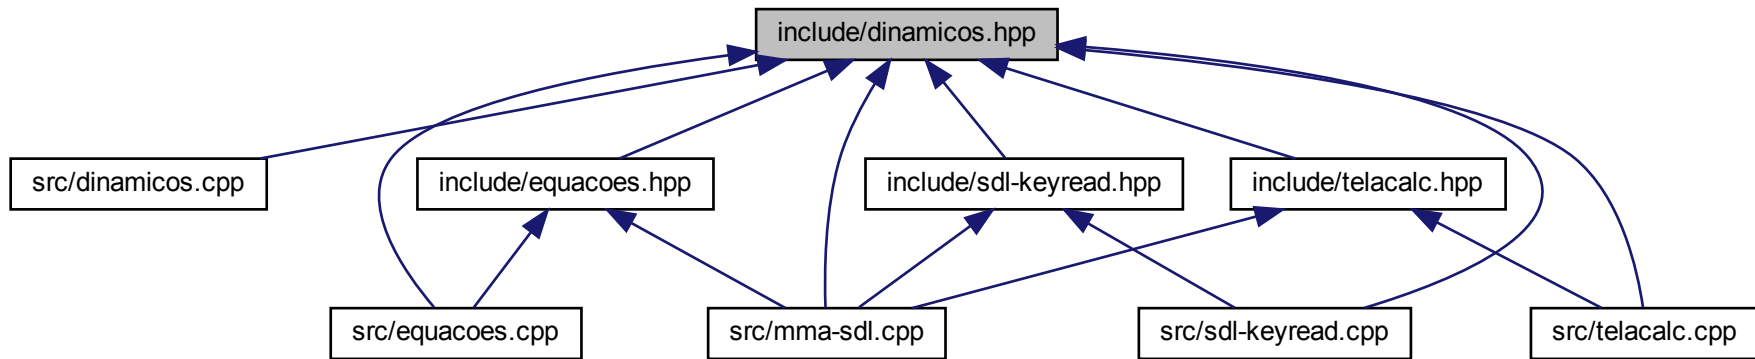 include/dinamicos.hpp
src/dinamicos.cpp
include/equacoes.hpp
include/sdl-keyread.hpp
include/telacalc.hpp
src/equacoes.cpp
src/mma-sdl.cpp
src/sdl-keyread.cpp
src/telacalc.cpp